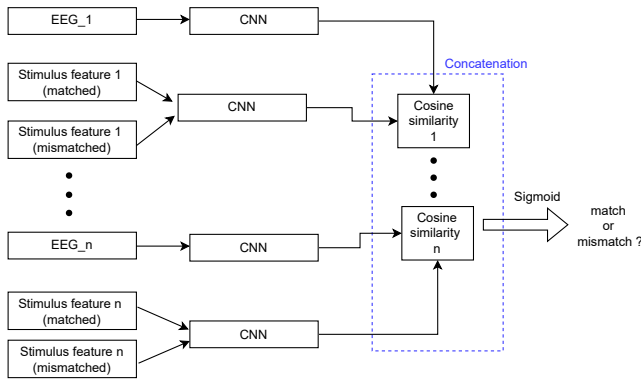 EEG_1
CNN
Concatenation
Stimulus feature 1
(matched)
CNN
Cosine
similarity
1
Stimulus feature 1
(mismatched)
Sigmoid
match
or
mismatch ?
EEG_n
CNN
Cosine
similarity
n
Stimulus feature n
(matched)
CNN
Stimulus feature n
(mismatched)